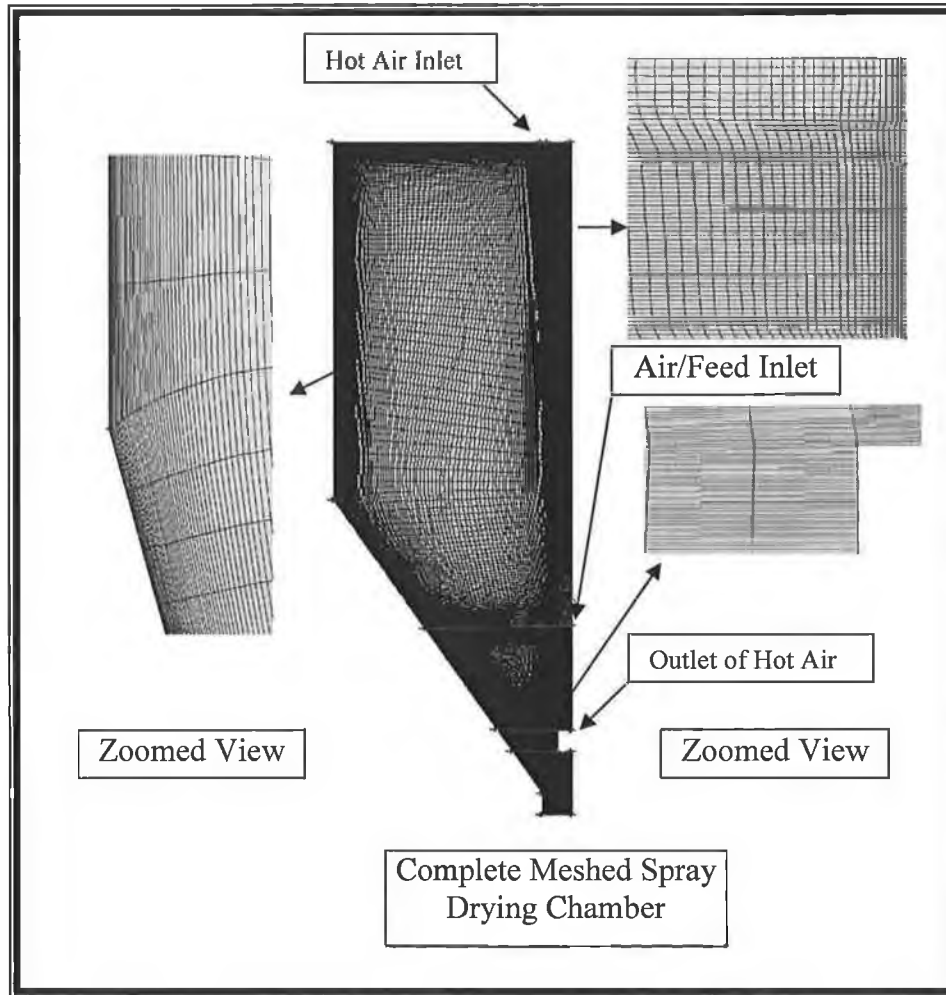 Hot Air Inlet
Air/Feed Inlet
Outlet of Hot Air
Zoomed View
Zoomed View
Complete Meshed Spray
Drying Chamber